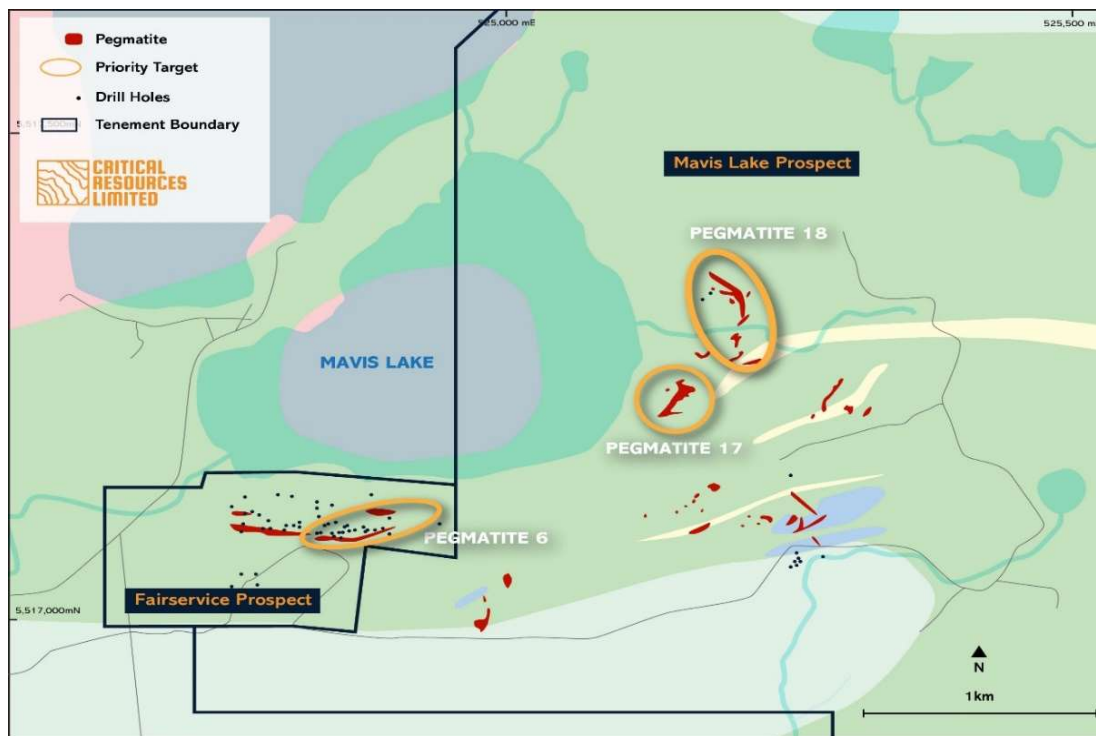 525,000 mE
525,500 mE
Pegmatite
Priority Target
Drill Holes
Tenement Boundary
CRITICAL
RESOURCES
LIMITED
Mavis Lake Prospect
PEGMATITE 18
MAVIS LAKE
PEGMATITE 17
PEGMATITE 6
Fairservice Prospect
5,517,000mN
N
1km